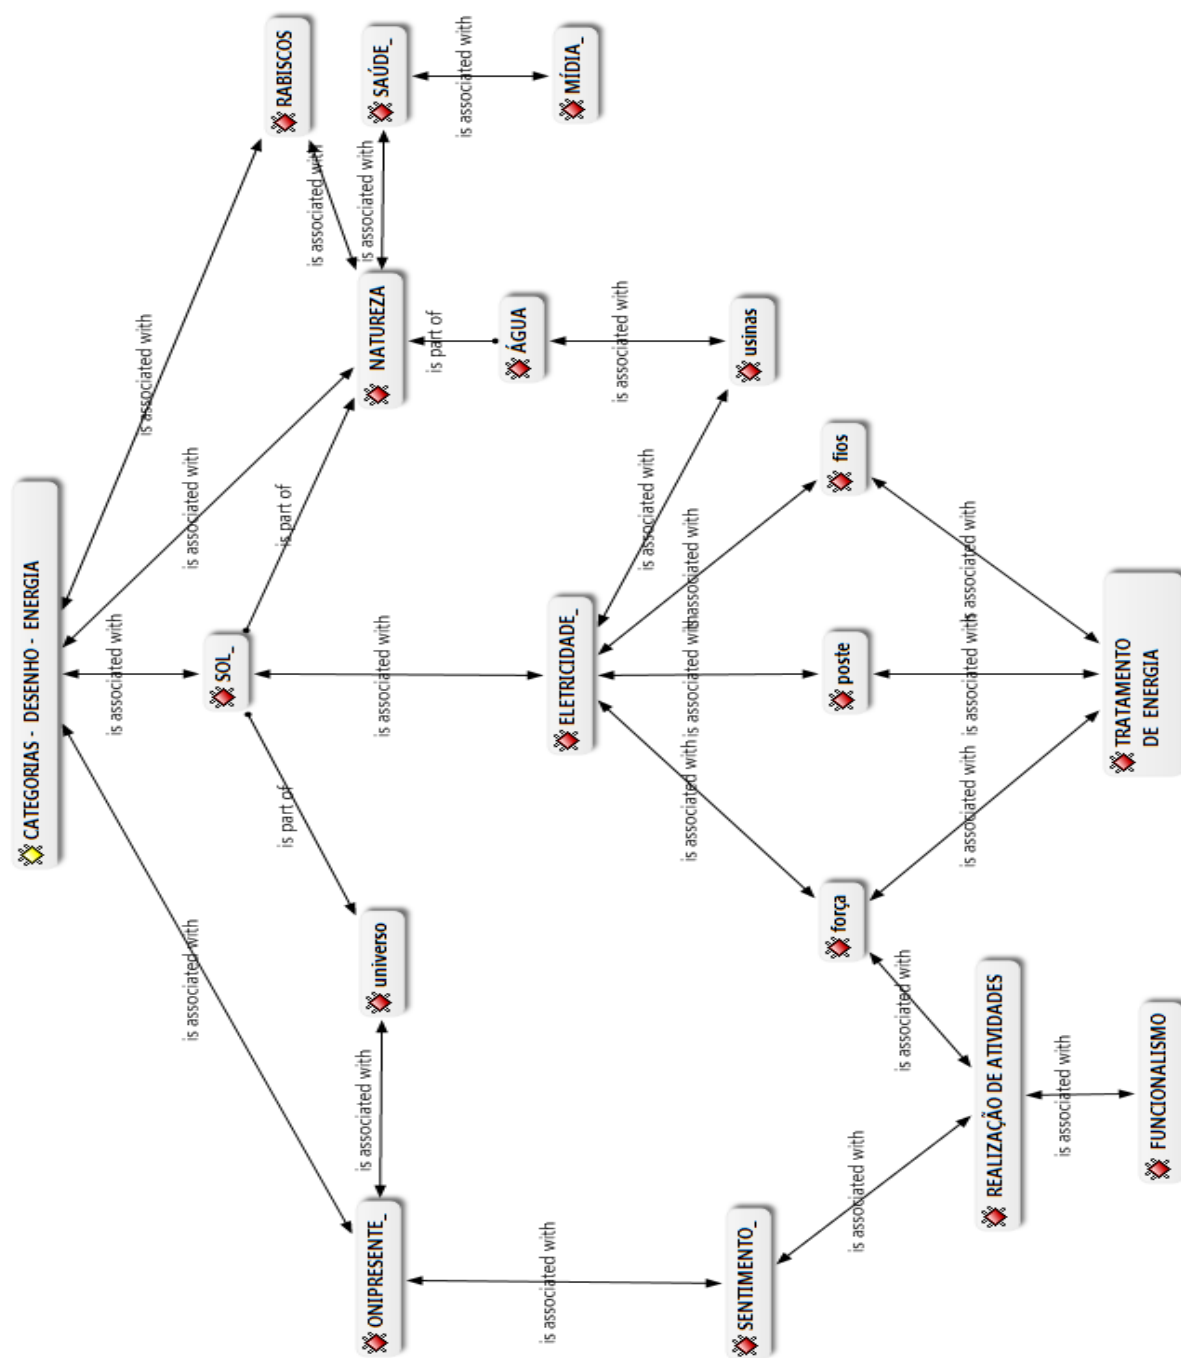 CATEGORIAS - DESENHO - ENERGIA
is associated with
is associated with
is associated with
is associated with
SOL_
is part of
is part of
RABISCOS
is associated with
is associated with
is associated with
ONIPRESENTE_
universo
is associated with
NATUREZA
SAÚDE_
is part of
is associated with
ÁGUA
is associated with
ELETRICIDADE_
MÍDIA_
is associated with
is associated with
is associated with
is associated with
is associated with
SENTIMENTO_
usinas
força
poste
fios
is associated with
is associated with
is associated with
is associated with
is associated with
REALIZAÇÃO DE ATIVIDADES
is associated with
TRATAMENTO
DE ENERGIA
FUNCIONALISMO